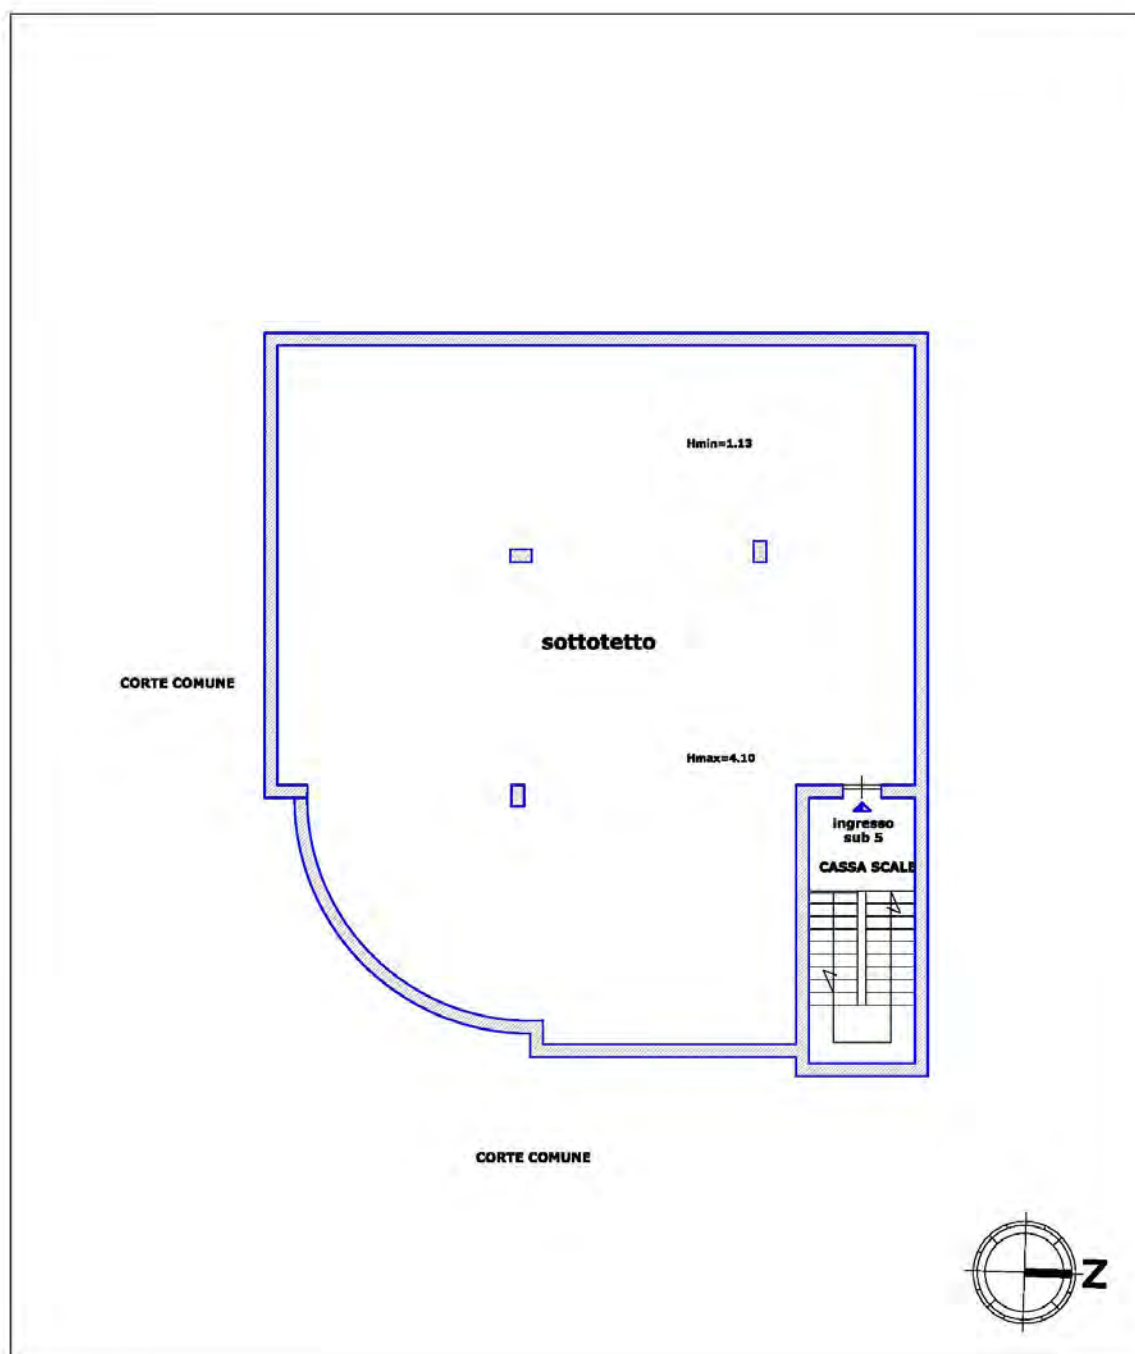 Hmin=1.13
sottotetto
CORTE COMUNE
Hmax=4.10
ingresso
sub 5
CASSA SCALE
CORTE COMUNE
N